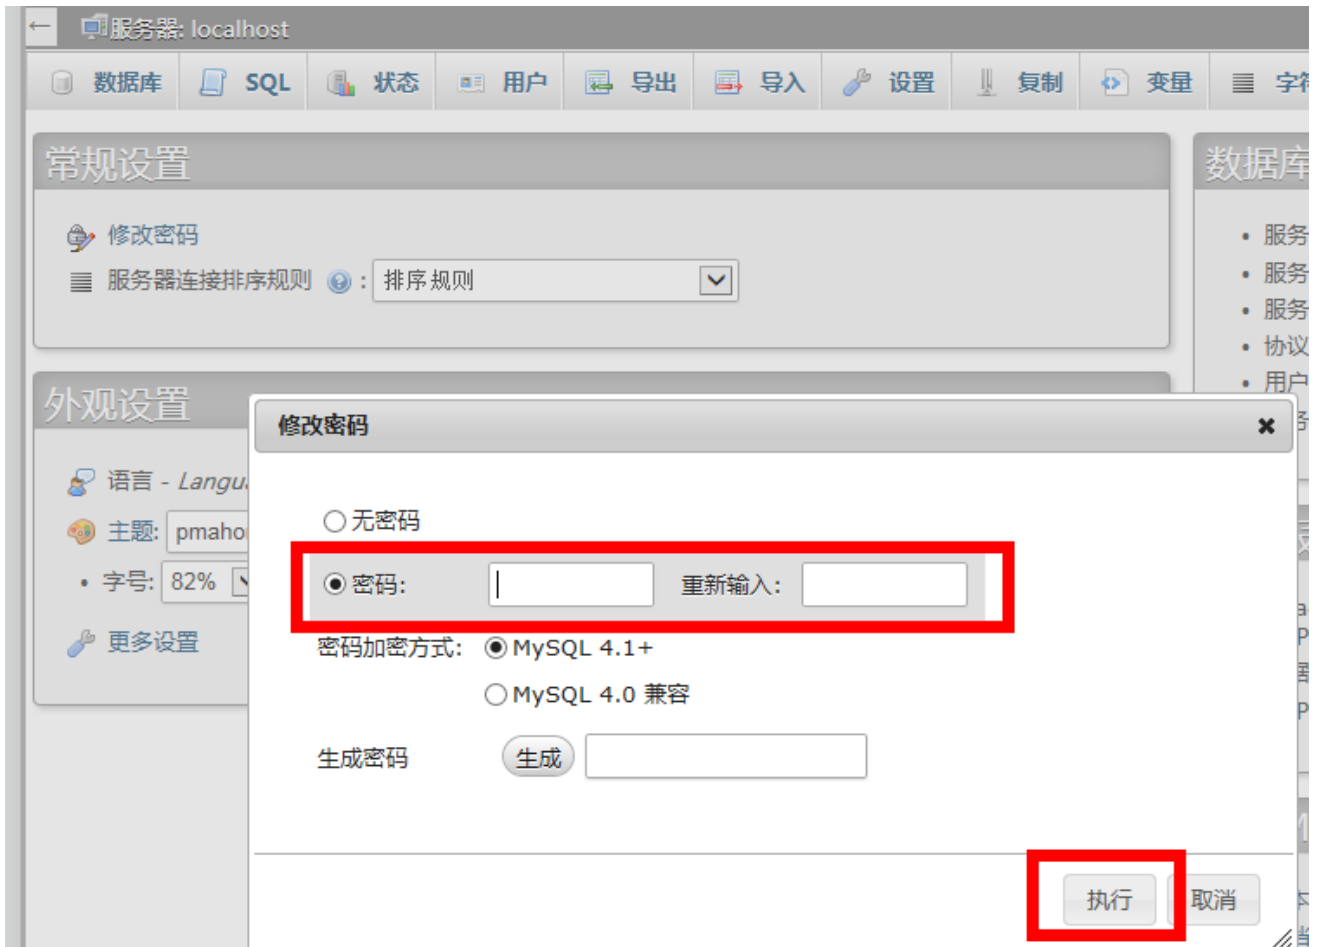 服务器: localhost
数据库 SQL 状态 用户 导出 导入 设置 复制 变量 字符
常规设置
数据库
修改密码
服务器连接排序规则 : 排序规则
服务
服务
服务
协议
用户
外观设置
修改密码
语言 - Langu
主题: pmaho
字号: 82%
更多设置
无密码
密码: 重新输入:
密码加密方式: MySQL 4.1+
MySQL 4.0 兼容
生成密码 生成
执行 取消